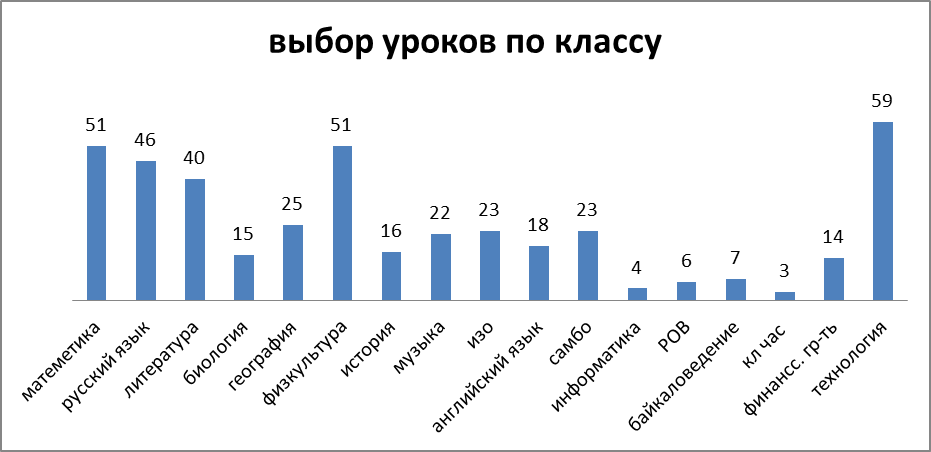 выбор уроков по классу
51
46
40
15
25
51
16
22
23
18
23
4
6
7
3
14
59
матеметика
русский язык
литература
биология
география
физкультура
история
музыка
изо
английский язык
самбо
информатика
РОВ
байкаловедение
кл час
финансс. гр-ть
технология